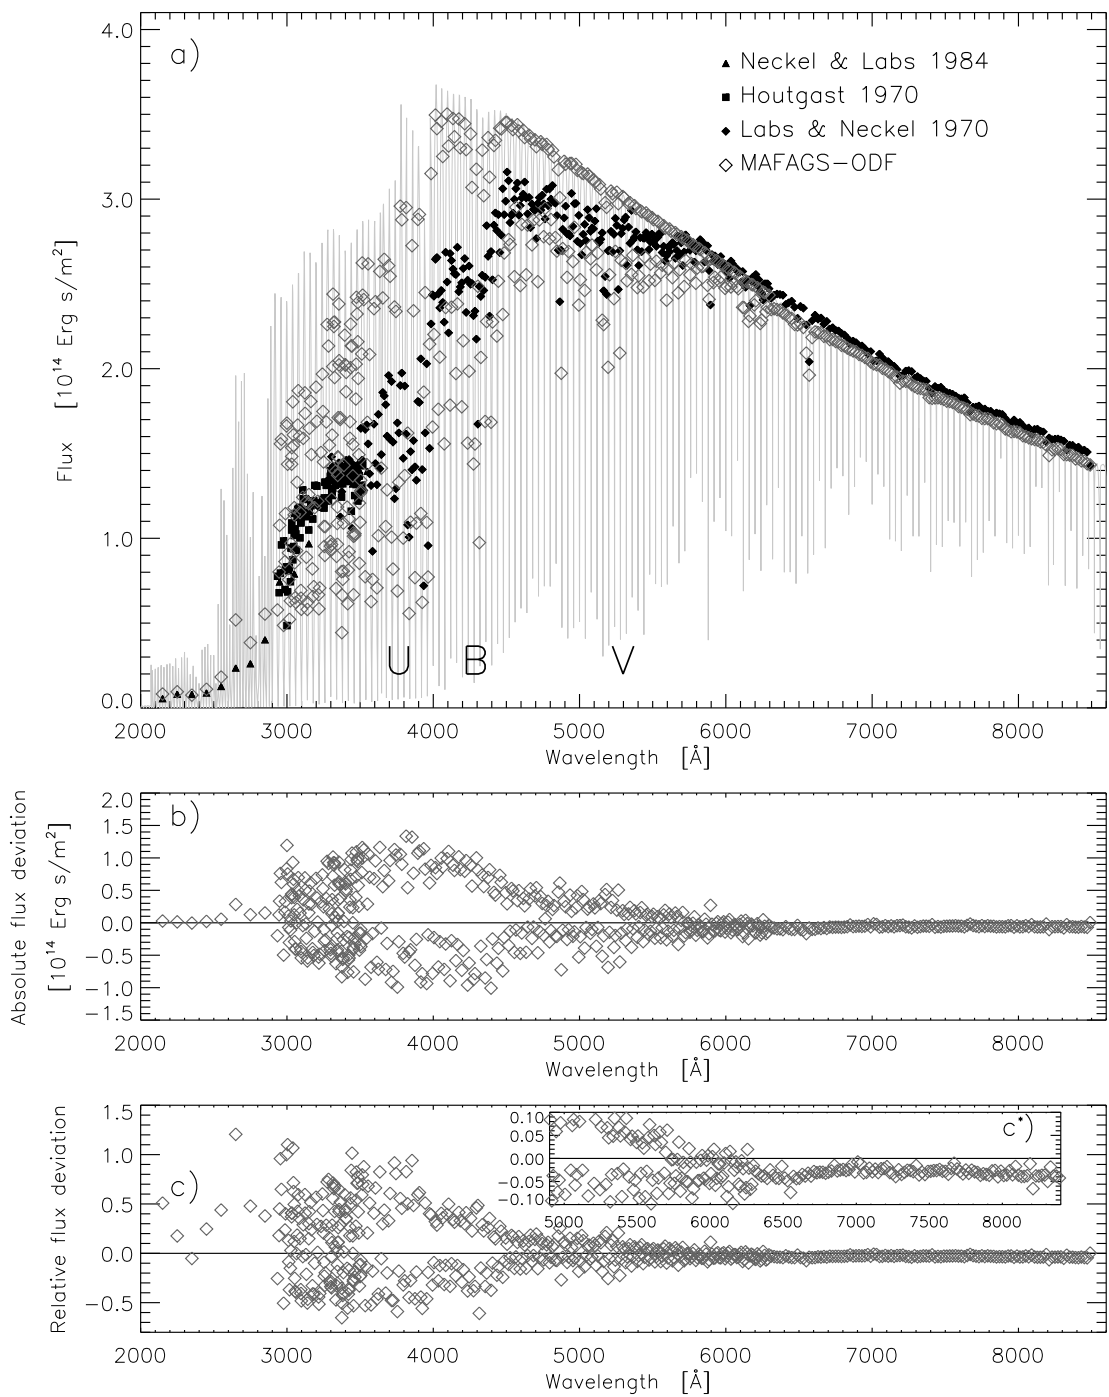 a)
Neckel & Labs 1984
Houtgast 1970
Labs & Neckel 1970
MAFAGS-ODF
4.0
3.0
2.0
1.0
0.0
Flux [10¹⁴ Erg s/m²]
U B V
2000 3000 4000 5000 6000 7000 8000
Wavelength [Å]
b)
2.0
1.0
0.5
0.0
-0.5
-1.0
-1.5
Absolute flux deviation
[10¹⁴ Erg s/m²]
2000 3000 4000 5000 6000 7000 8000
Wavelength [Å]
c)
1.5
1.0
0.5
0.0
-0.5
Relative flux deviation
c*)
0.10
0.05
0.00
-0.05
-0.10
5000 5500 6000 6500 7000 7500 8000
2000 3000 4000 5000 6000 7000 8000
Wavelength [Å]